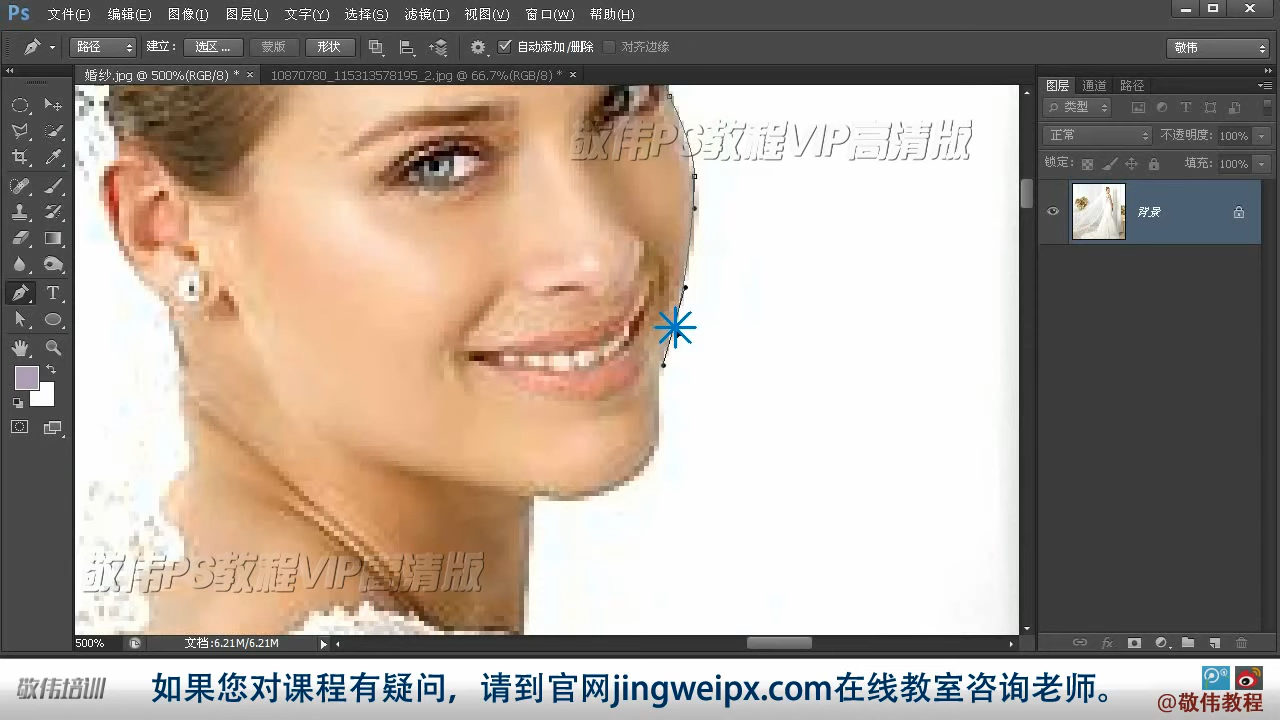 Ps 文件(F) 编辑(E) 图像(I) 图层(L) 文字(Y) 选择(S) 滤镜(T) 视图(V) 窗口(W) 帮助(H)
路径 建立: 选区 ... 蒙版 形状 自动添加/删除 对齐边缘 敬伟
婚纱.jpg @ 500%(RGB/8) * × 10870780_115313578195_2.jpg @ 66.7%(RGB/8) * ×
图层 通道 路径
类型
正常 不透明度: 100%
锁定: 填充: 100%
背景
敬伟PS教程VIP高清版
敬伟PS教程VIP高清版
500% 文档:6.21M/6.21M
敬伟培训 如果您对课程有疑问，请到官网jingweipx.com在线教室咨询老师。
@敬伟教程